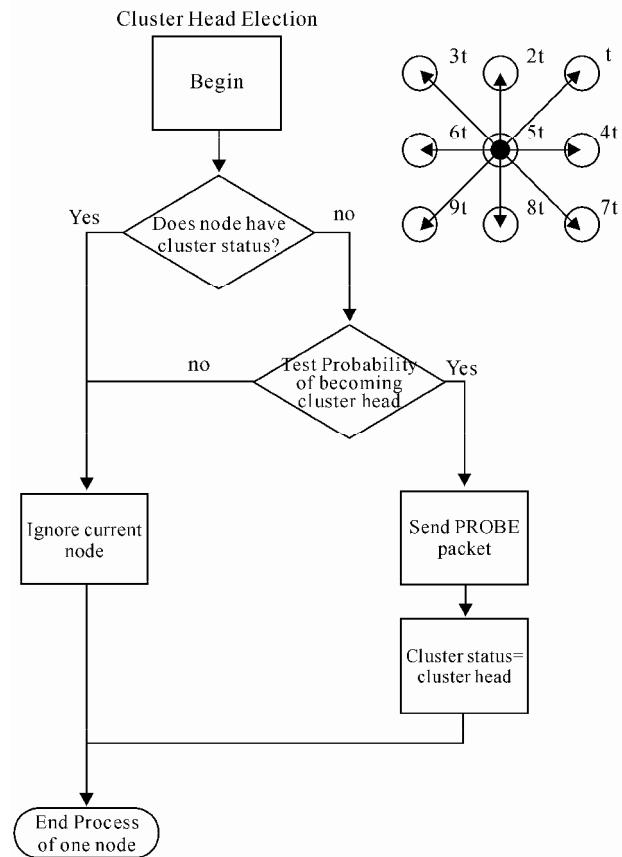 Cluster Head Election
Begin
3t 2t t
6t 5t 4t
9t 8t 7t
Yes
Does node have
cluster status?
no
no
Test Probability
of becoming
cluster head
Yes
Ignore current
node
Send PROBE
packet
Cluster status=
cluster head
End Process
of one node